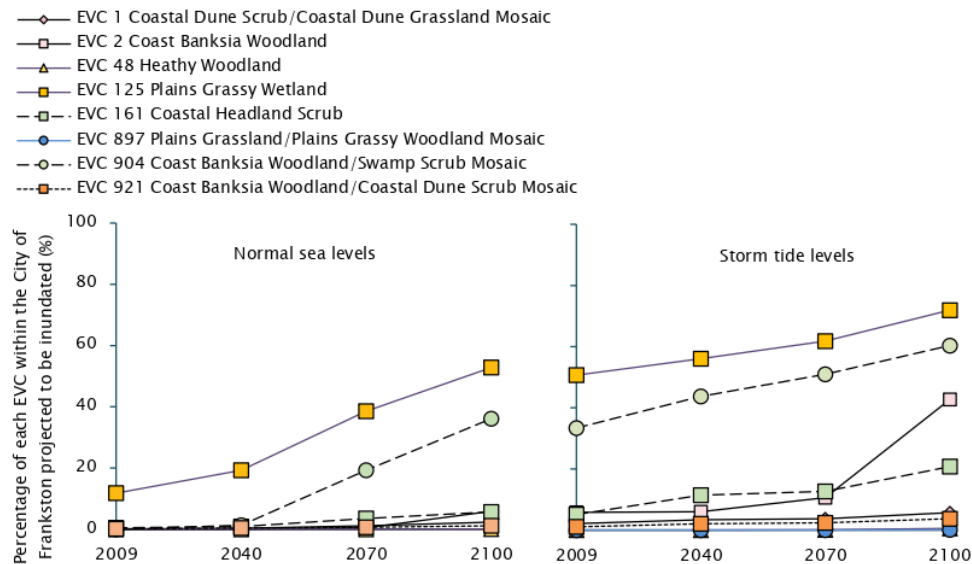 EVC 1 Coastal Dune Scrub/Coastal Dune Grassland Mosaic
EVC 2 Coast Banksia Woodland
EVC 48 Heathy Woodland
EVC 125 Plains Grassy Wetland
EVC 161 Coastal Headland Scrub
EVC 897 Plains Grassland/Plains Grassy Woodland Mosaic
EVC 904 Coast Banksia Woodland/Swamp Scrub Mosaic
EVC 921 Coast Banksia Woodland/Coastal Dune Scrub Mosaic
Percentage of each EVC within the City of
Frankston projected to be inundated (%)
100
80
60
40
20
0
Normal sea levels
2009 2040 2070 2100
Storm tide levels
2009 2040 2070 2100